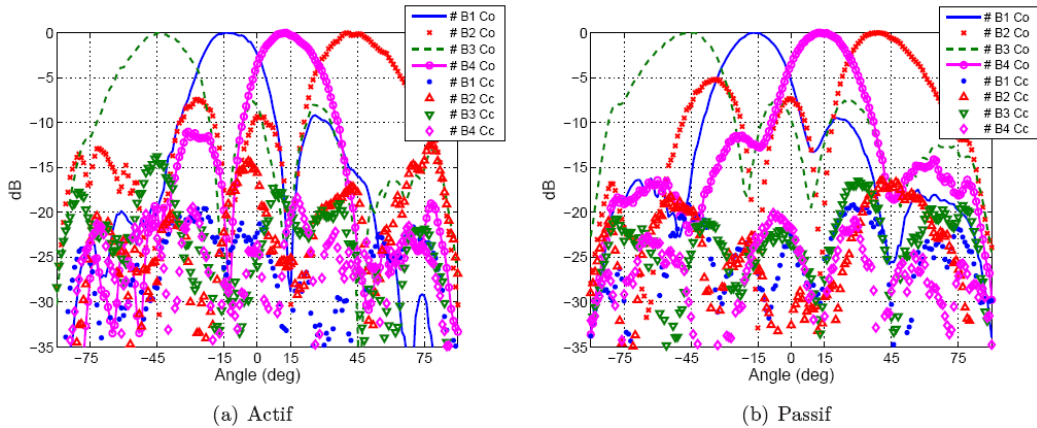 # B1 Co
# B2 Co
# B3 Co
# B4 Co
# B1 Cc
# B2 Cc
# B3 Cc
# B4 Cc
0
−5
−10
−15
−20
−25
−30
−35
dB
−75 −45 −15 0 15 45 75
Angle (deg)
(a) Actif
# B1 Co
# B2 Co
# B3 Co
# B4 Co
# B1 Cc
# B2 Cc
# B3 Cc
# B4 Cc
0
−5
−10
−15
−20
−25
−30
−35
dB
−75 −45 −15 0 15 45 75
Angle (deg)
(b) Passif